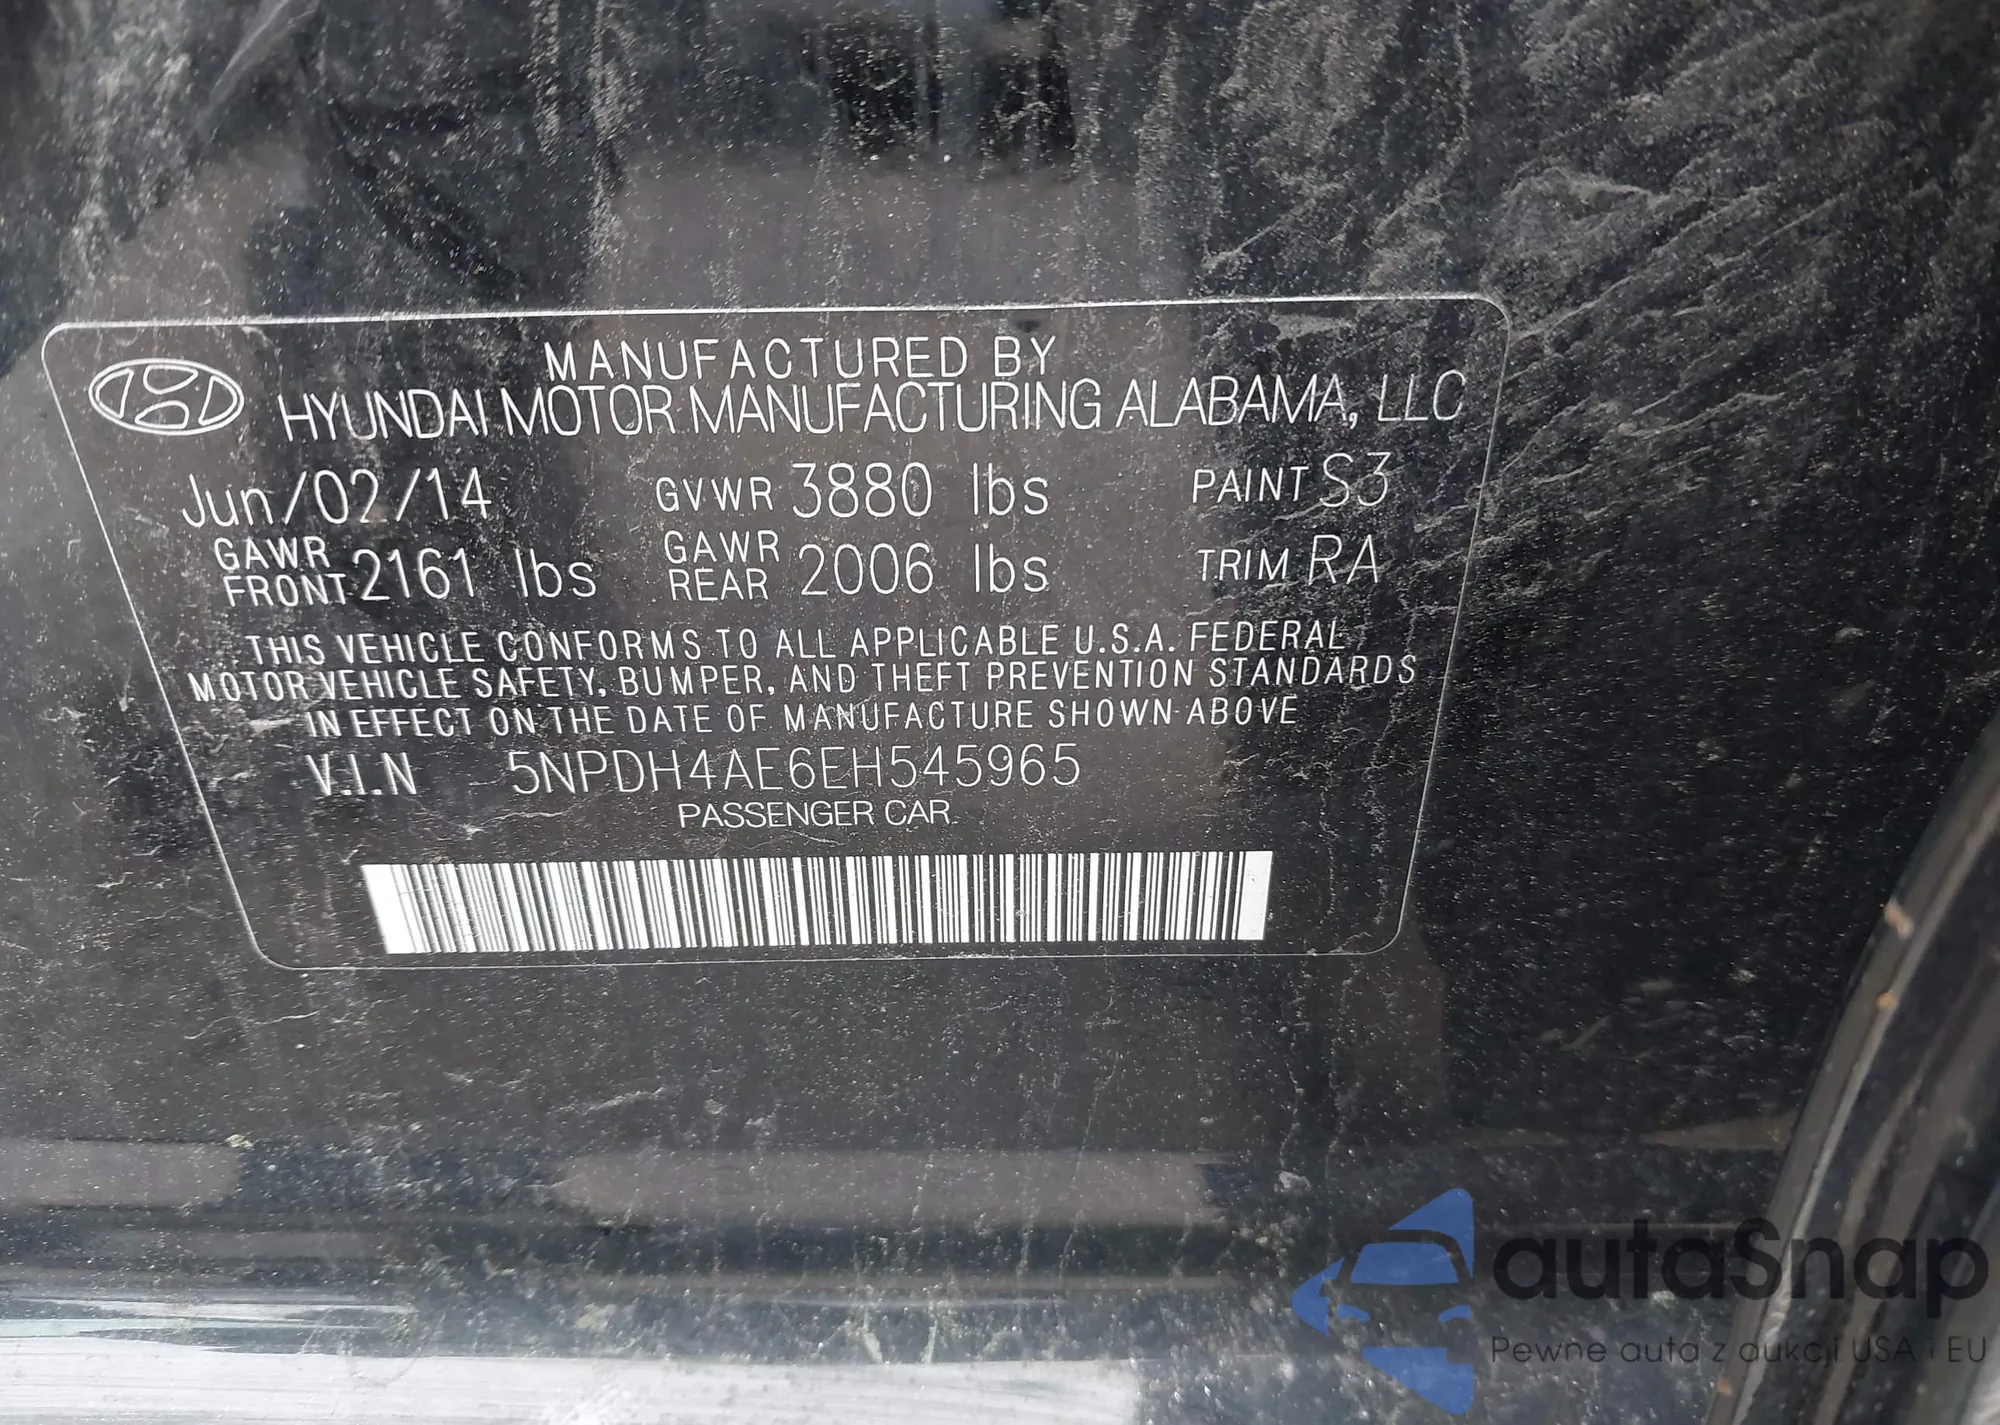 MANUFACTURED BY
HYUNDAI MOTOR MANUFACTURING ALABAMA, LLC
Jun/02/14 GVWR 3880 lbs PAINT S3
GAWR FRONT 2161 lbs GAWR REAR 2006 lbs TRIM RA
THIS VEHICLE CONFORMS TO ALL APPLICABLE U.S.A. FEDERAL
MOTOR VEHICLE SAFETY, BUMPER, AND THEFT PREVENTION STANDARDS
IN EFFECT ON THE DATE OF MANUFACTURE SHOWN ABOVE
V.I.N 5NPDH4AE6EH545965
PASSENGER CAR
autaSnap
Pewne auta z aukcji USA i EU